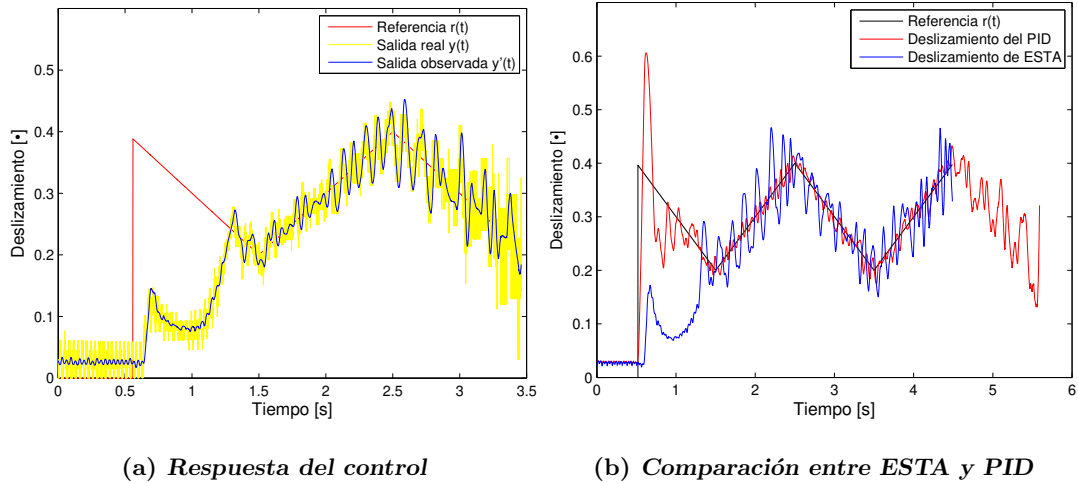 Referencia r(t)
Salida real y(t)
Salida observada y'(t)
0.5
0.4
0.3
0.2
0.1
0
Deslizamiento [•]
0
0.5
1
1.5
2
2.5
3
3.5
Tiempo [s]
(a) Respuesta del control
Referencia r(t)
Deslizamiento del PID
Deslizamiento de ESTA
0.6
0.5
0.4
0.3
0.2
0.1
0
Deslizamiento [•]
0
1
2
3
4
5
6
Tiempo [s]
(b) Comparación entre ESTA y PID